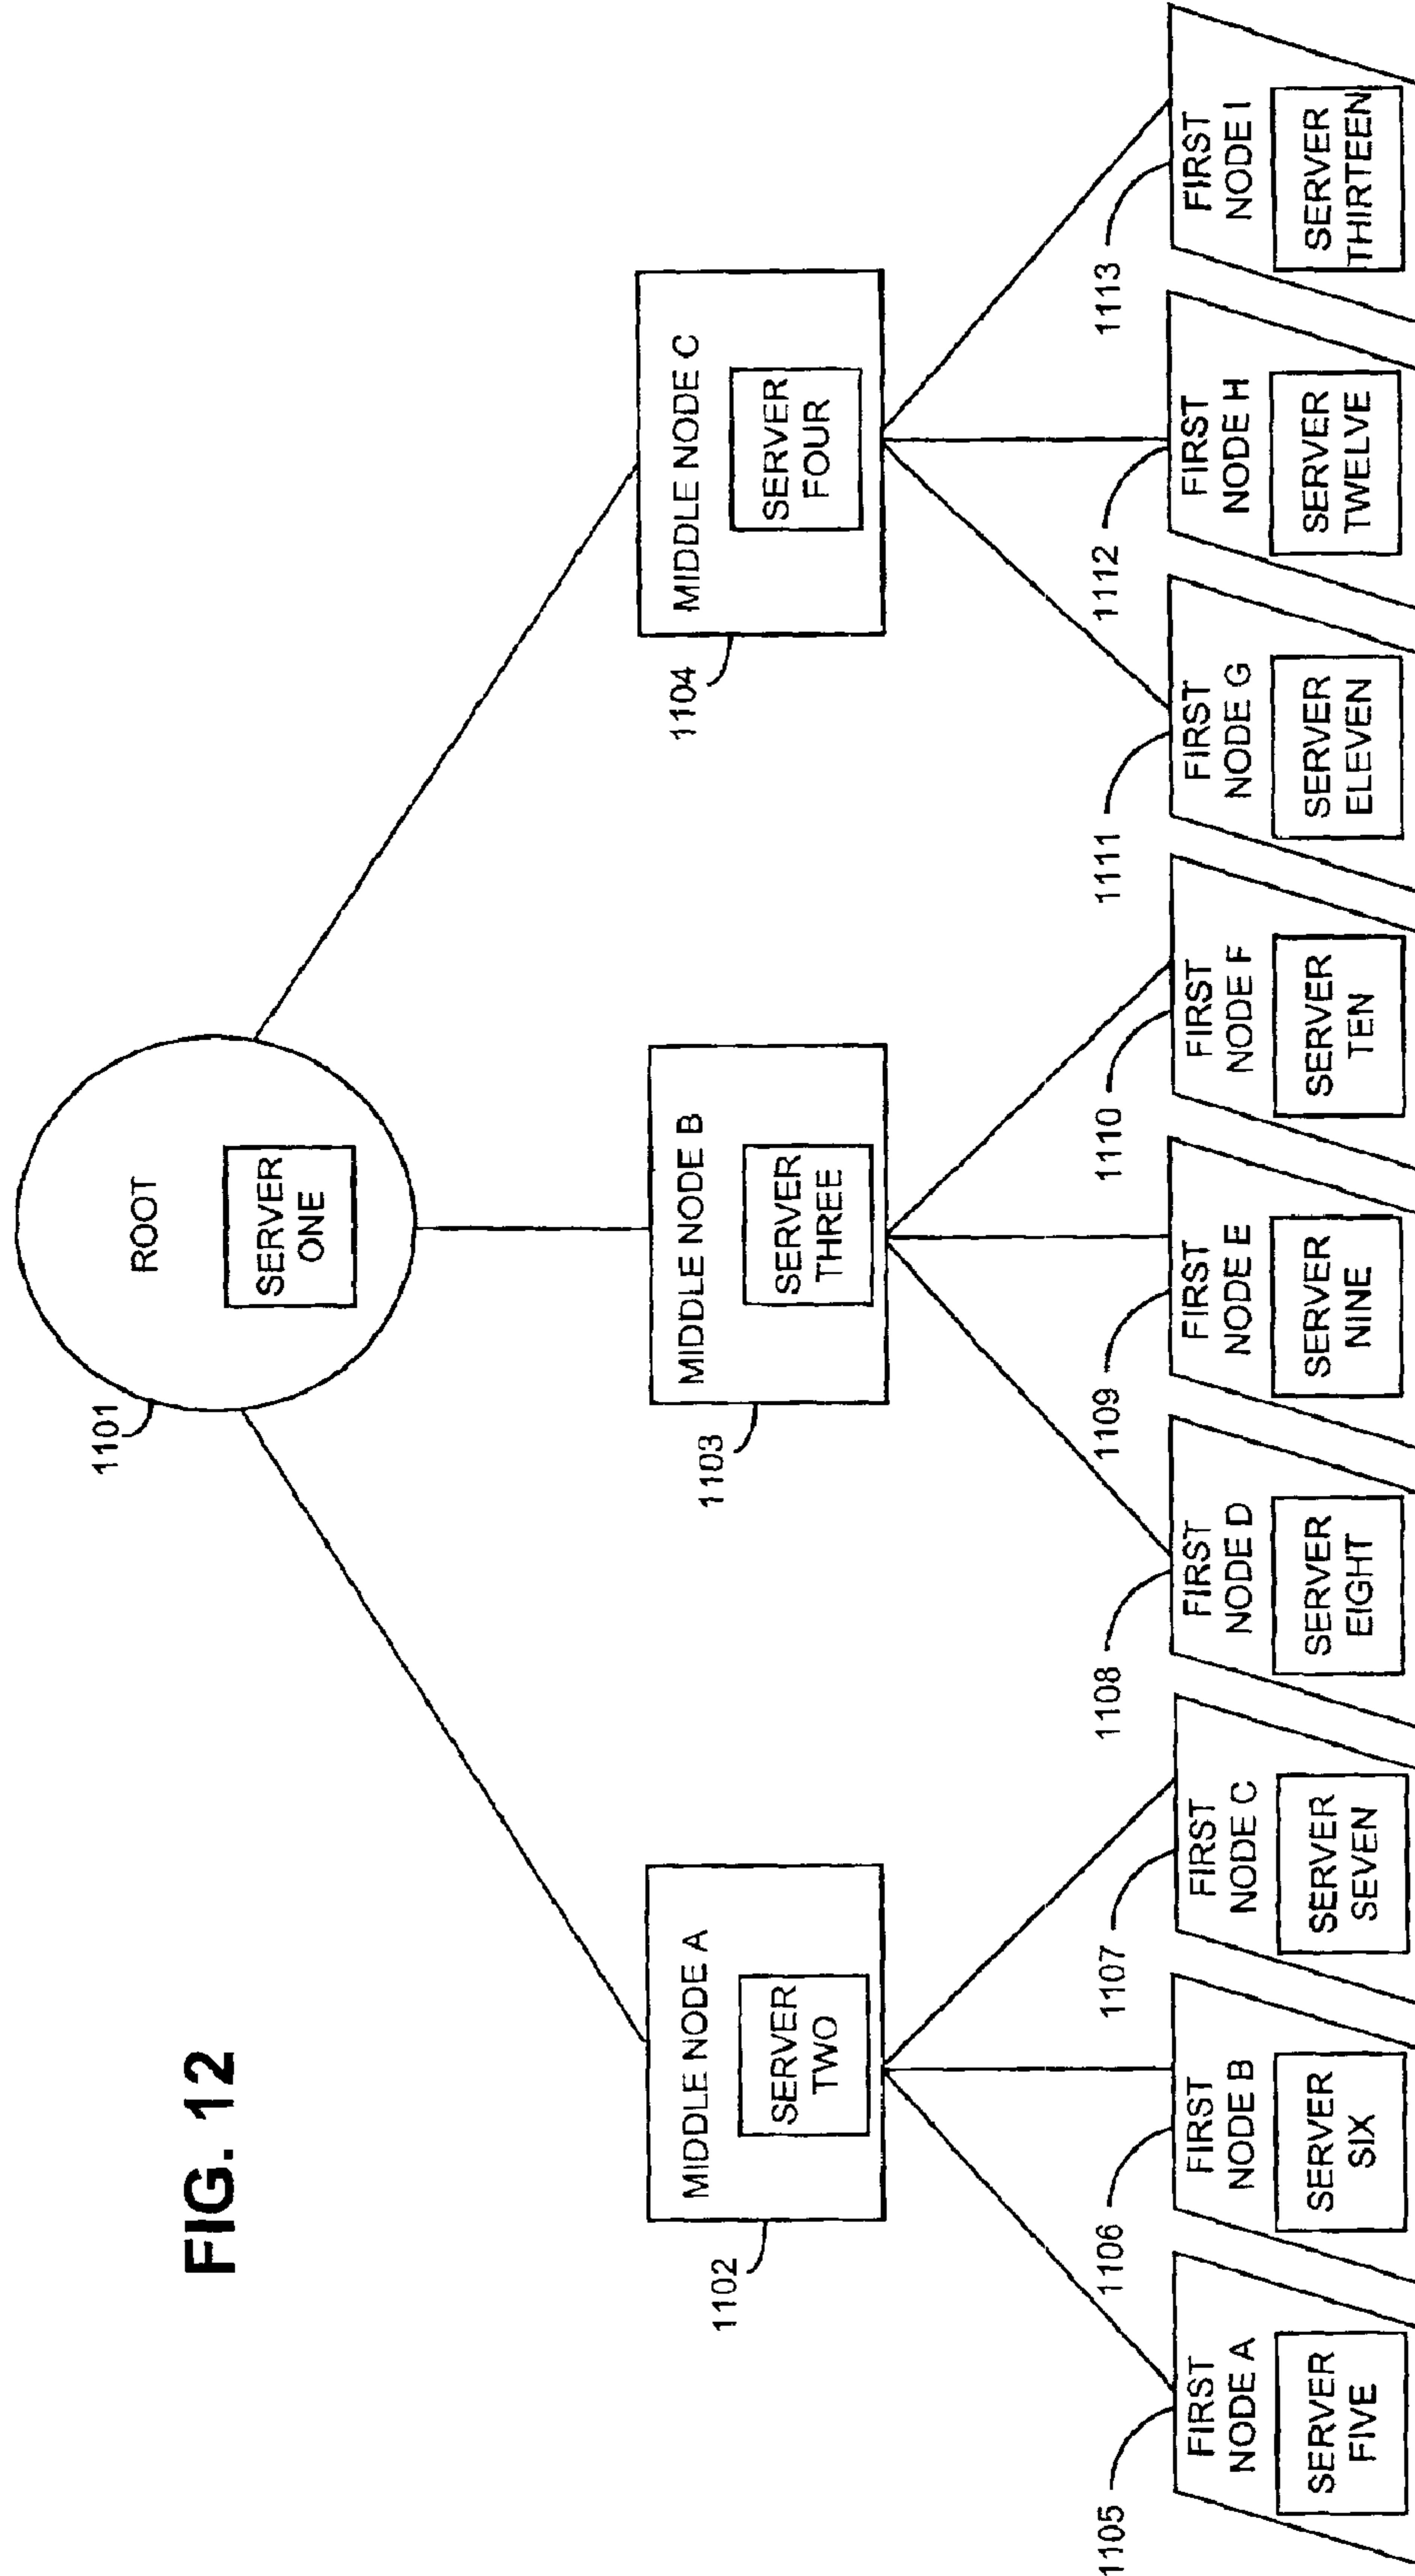 FIG. 12
1101
ROOT
SERVER
ONE
1102
MIDDLE NODE A
SERVER
TWO
1103
MIDDLE NODE B
SERVER
THREE
1104
MIDDLE NODE C
SERVER
FOUR
1105
FIRST
NODE A
SERVER
FIVE
1106
FIRST
NODE B
SERVER
SIX
1107
FIRST
NODE C
SERVER
SEVEN
1108
FIRST
NODE D
SERVER
EIGHT
1109
FIRST
NODE E
SERVER
NINE
1110
FIRST
NODE F
SERVER
TEN
1111
FIRST
NODE G
SERVER
ELEVEN
1112
FIRST
NODE H
SERVER
TWELVE
1113
FIRST
NODE I
SERVER
THIRTEEN